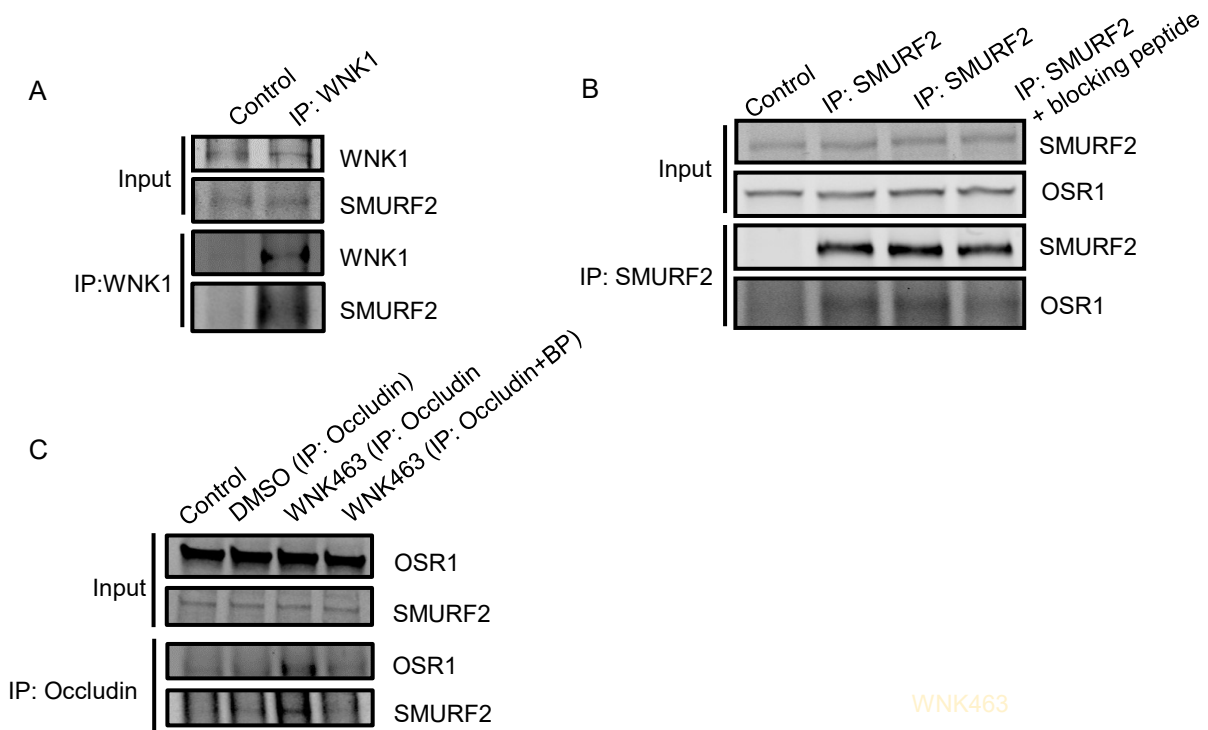 A
Control
IP: WNK1
Input
WNK1
SMURF2
IP:WNK1
WNK1
SMURF2
B
Control
IP: SMURF2
IP: SMURF2
IP: SMURF2
+ blocking peptide
Input
SMURF2
OSR1
IP: SMURF2
SMURF2
OSR1
C
Control
DMSO (IP: Occludin)
WNK463 (IP: Occludin
WNK463 (IP: Occludin+BP)
Input
OSR1
SMURF2
IP: Occludin
OSR1
SMURF2
WNK463